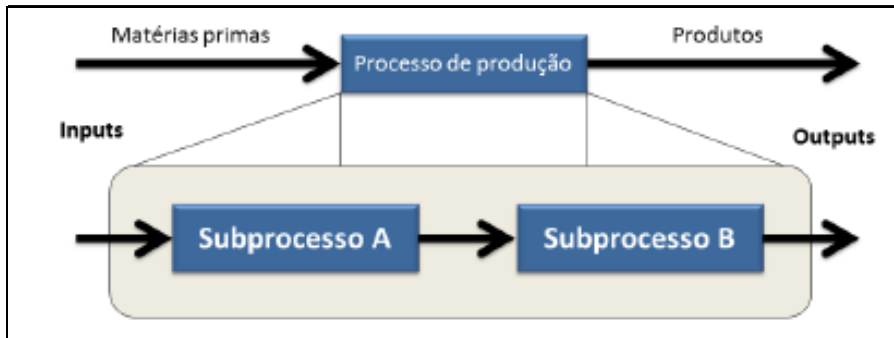 Matérias primas
Processo de produção
Produtos
Inputs
Outputs
Subprocesso A
Subprocesso B